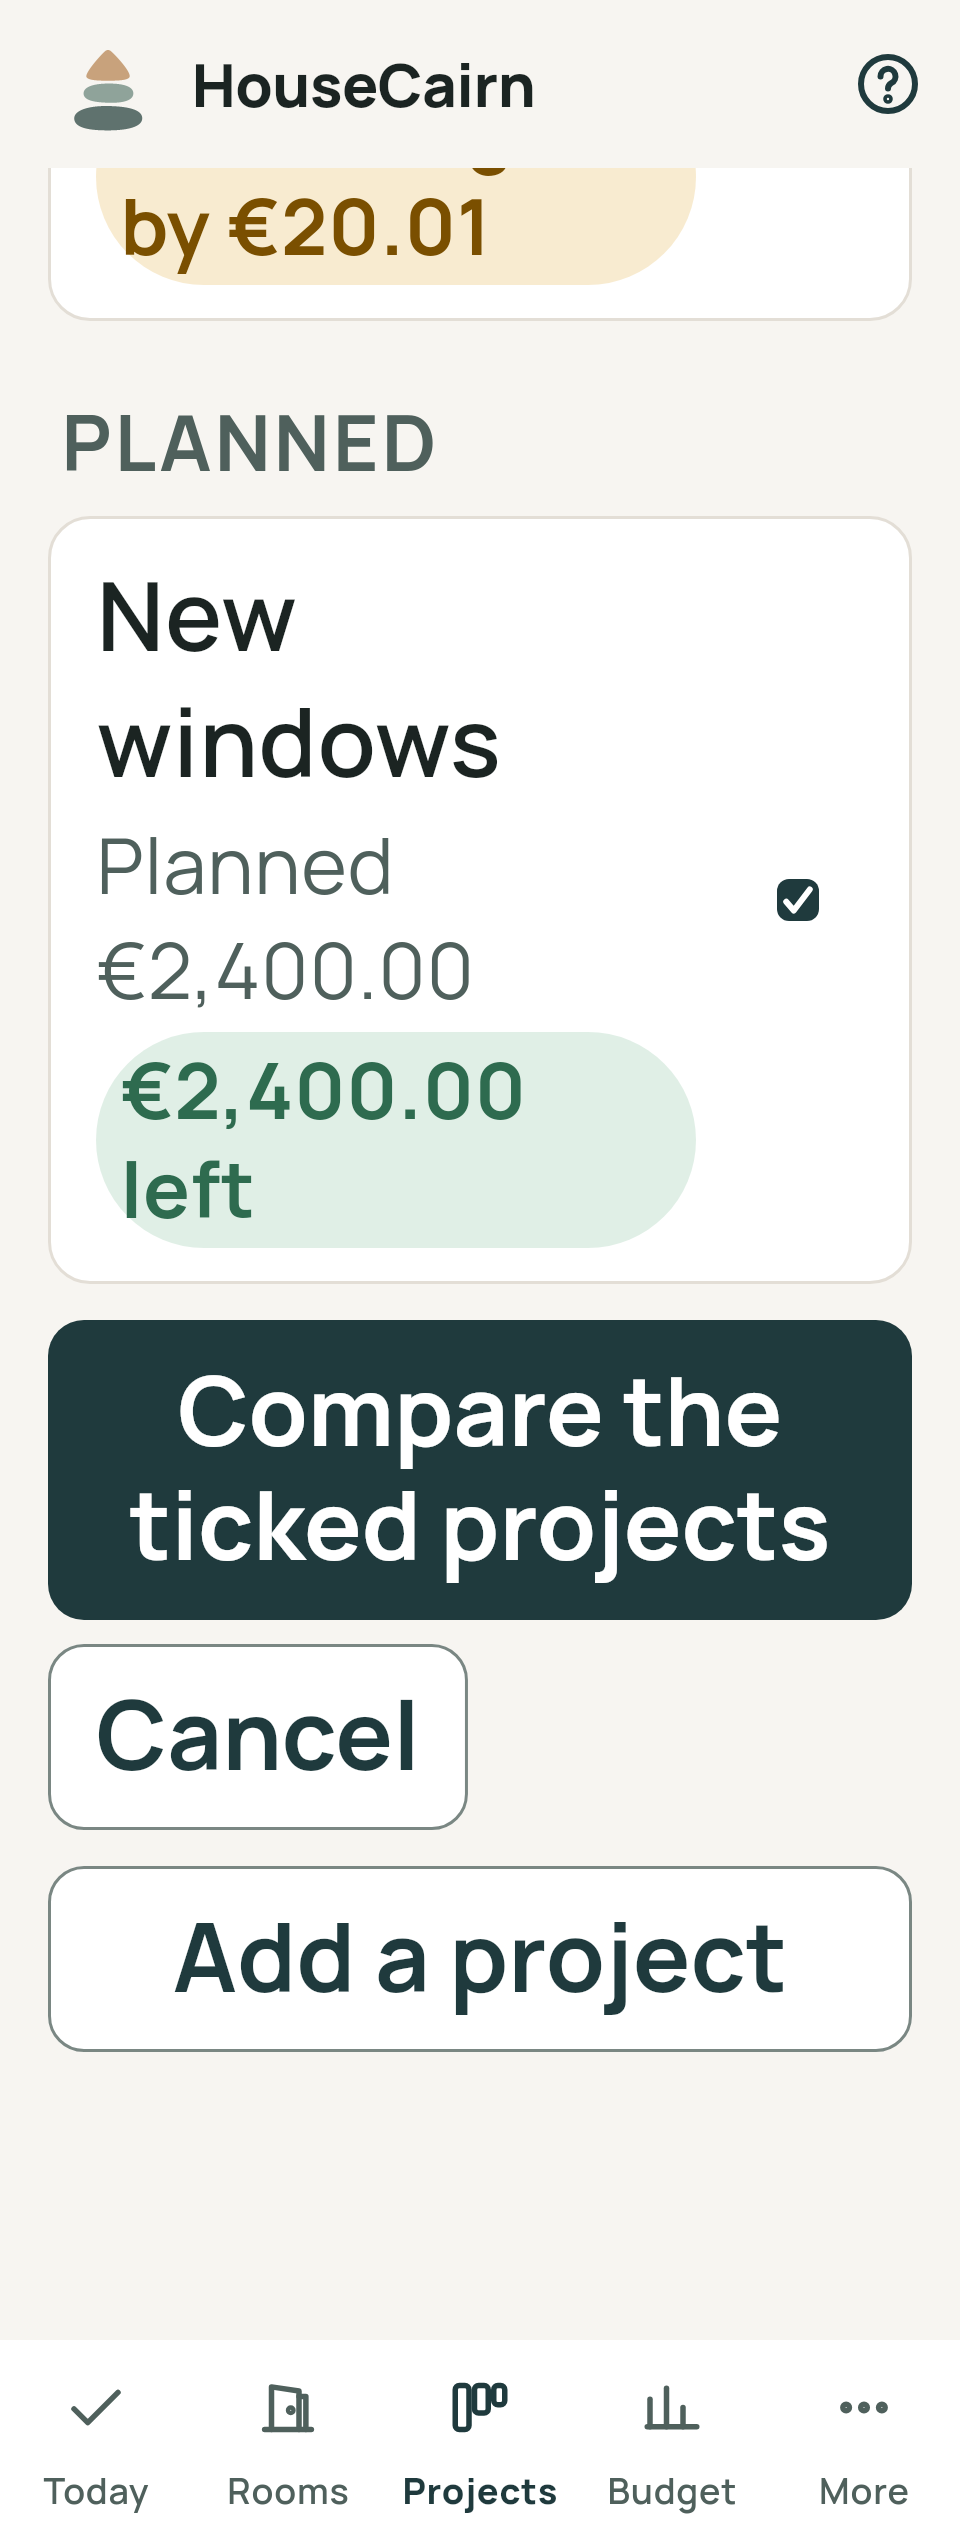 HouseCairn
by €20.01
PLANNED
New
windows
Planned
€2,400.00
€2,400.00
left
Compare the
ticked projects
Cancel
Add a project
Today
Rooms
Projects
Budget
More